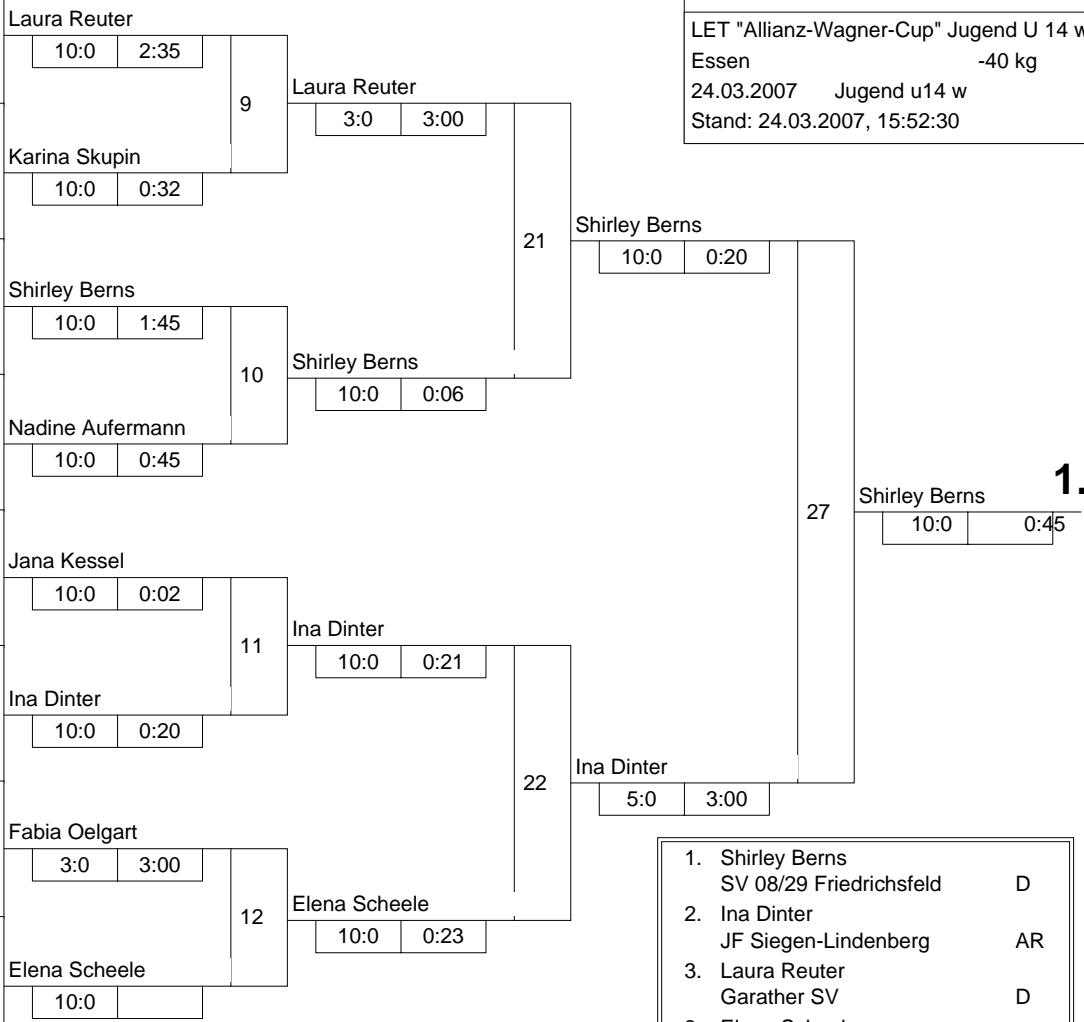 LET "Allianz-Wagner-Cup" Jugend U 14 w
Essen -40 kg
24.03.2007 Jugend u14 w
Stand: 24.03.2007, 15:52:30
Laura Reuter
10:0 2:35
9
Karina Skupin
10:0 0:32
Laura Reuter
3:0 3:00
21
Shirley Berns
10:0 1:45
10
Nadine Aufermann
10:0 0:45
Shirley Berns
10:0 0:06
Shirley Berns
10:0 0:20
27
Shirley Berns 1.
10:0 0:45
Jana Kessel
10:0 0:02
11
Ina Dinter
10:0 0:20
Ina Dinter
10:0 0:21
22
Ina Dinter
5:0 3:00
Fabia Oelgart
3:0 3:00
12
Elena Scheele
10:0
Elena Scheele
10:0 0:23
1. Shirley Berns
SV 08/29 Friedrichsfeld D
2. Ina Dinter
JF Siegen-Lindenberg AR
3. Laura Reuter
Garather SV D